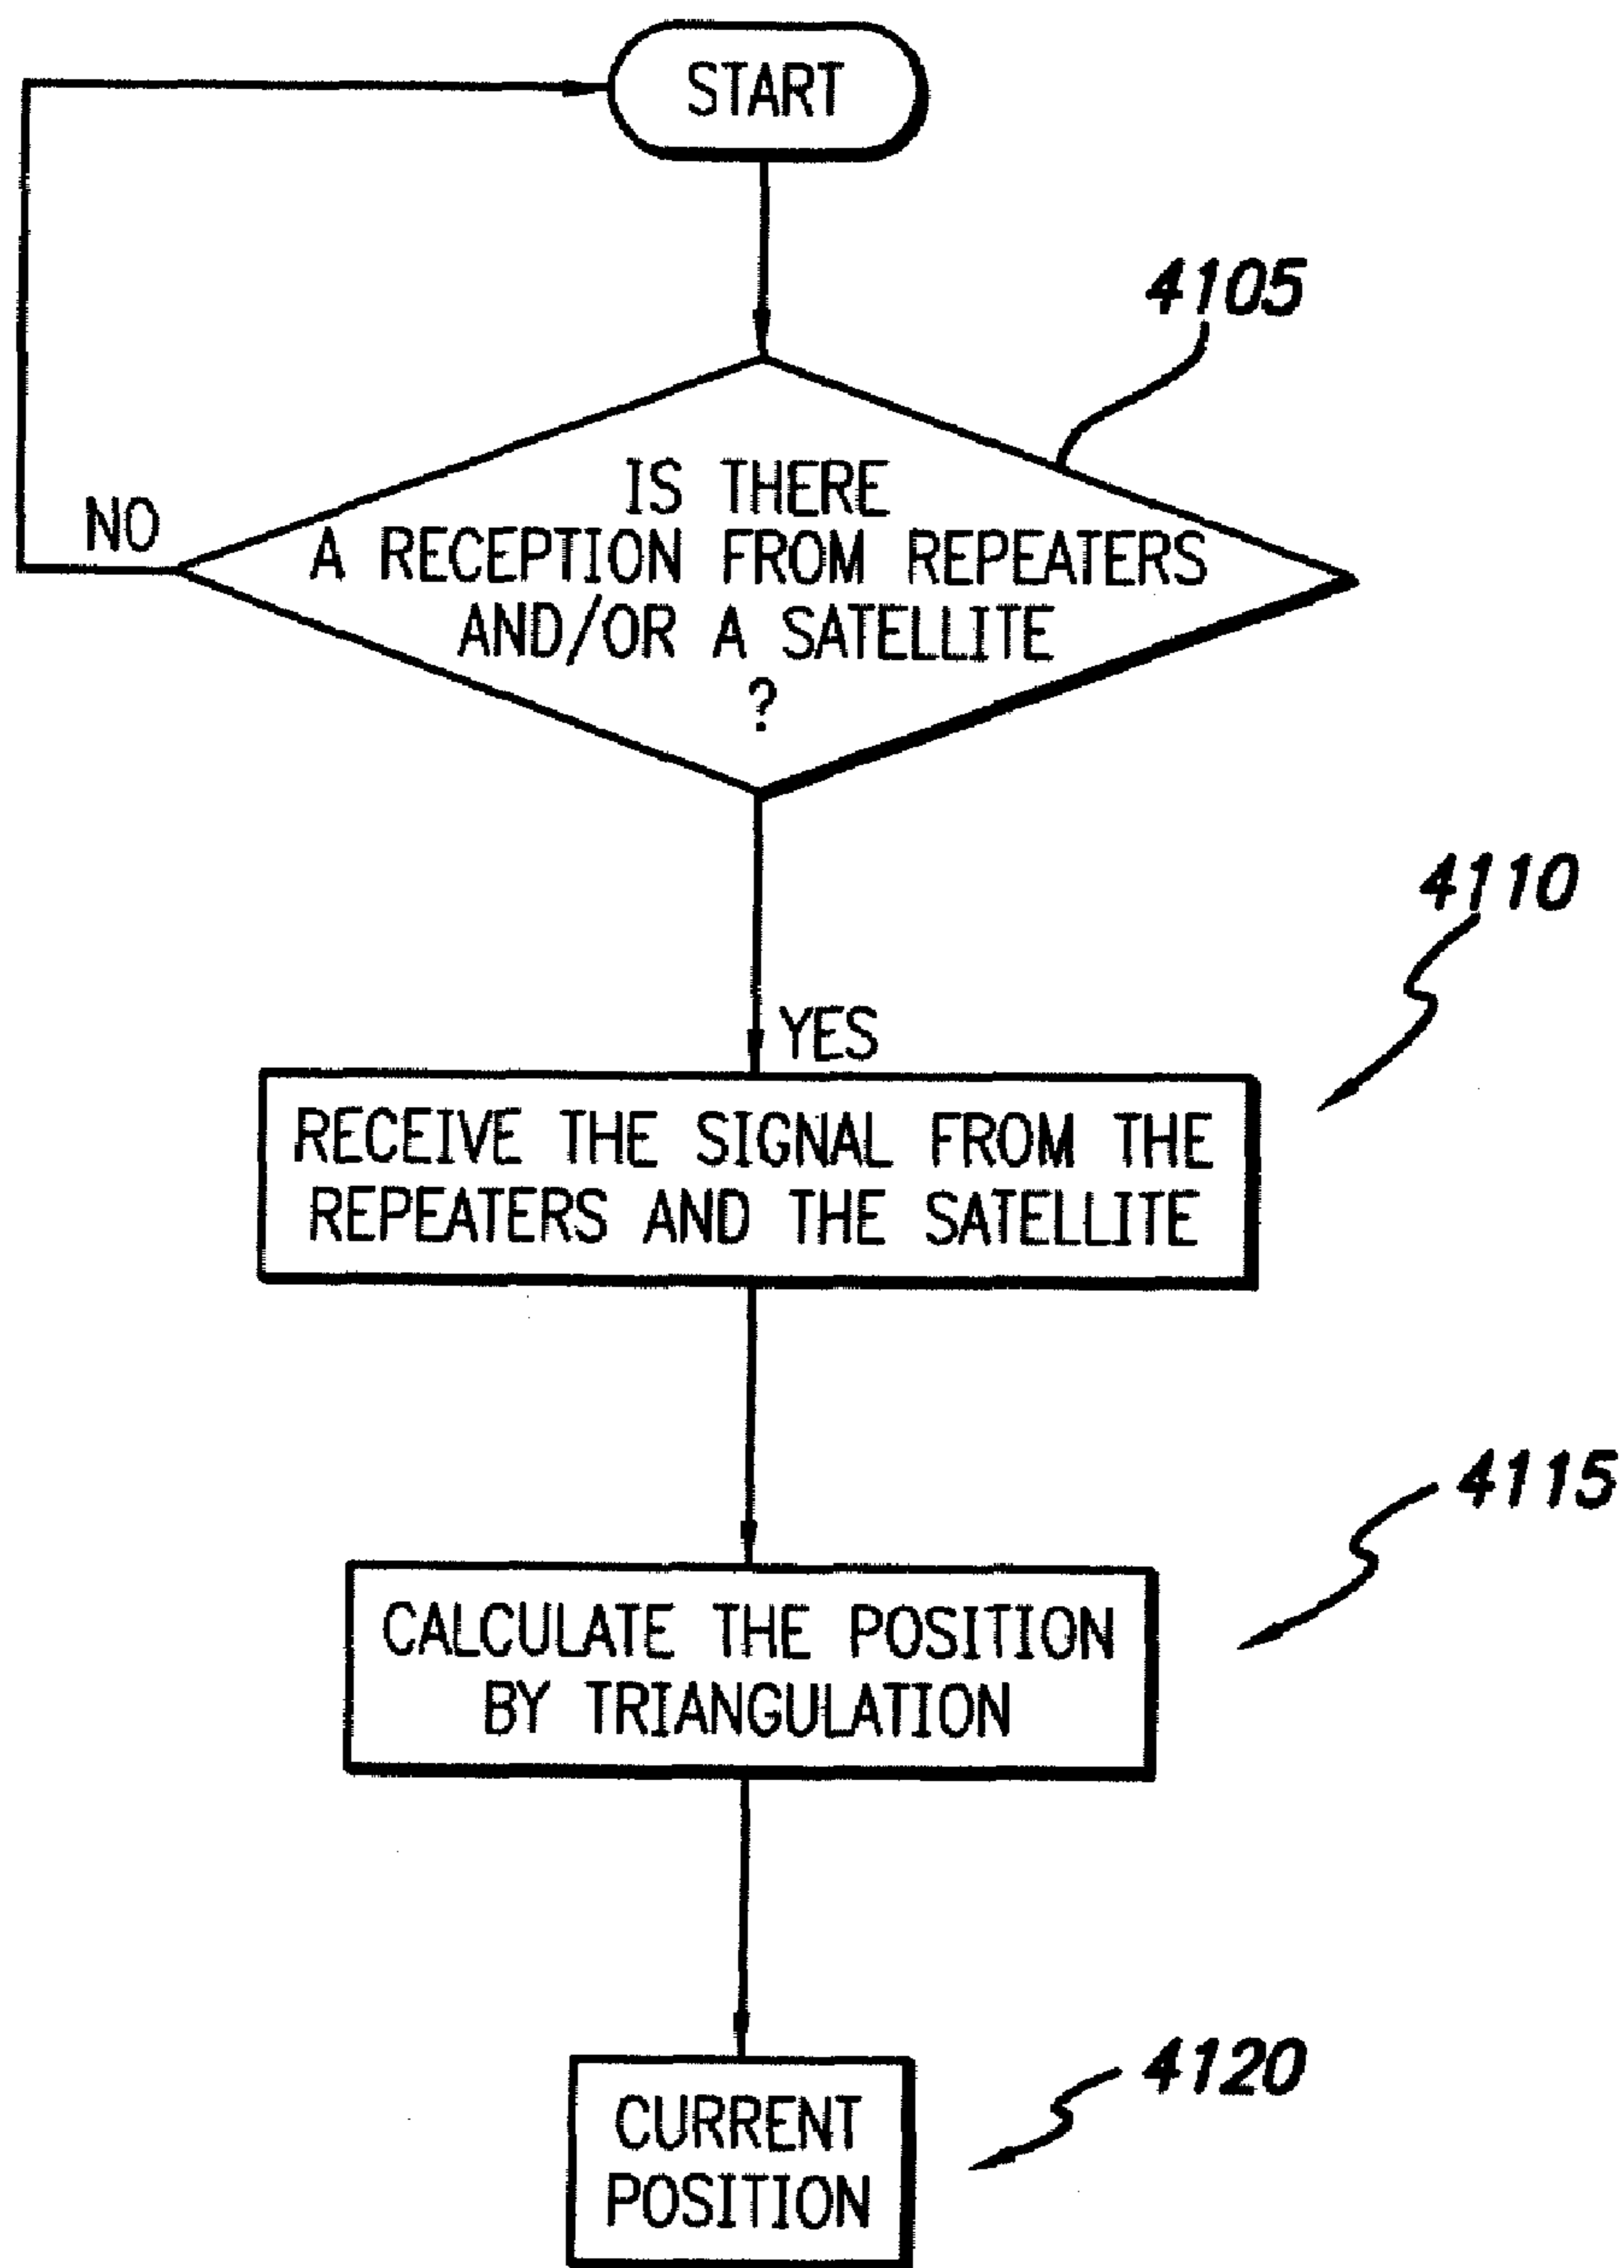 START
4105
IS THERE
A RECEPTION FROM REPEATERS
AND/OR A SATELLITE
?
NO
4110
YES
RECEIVE THE SIGNAL FROM THE
REPEATERS AND THE SATELLITE
4115
CALCULATE THE POSITION
BY TRIANGULATION
4120
CURRENT
POSITION